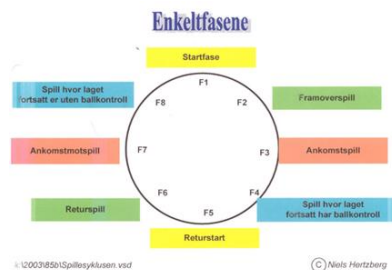 Enkeltfasene
Startfase
F1
Spill hvor laget
fortsatt er uten ballkontroll
F8
F2
Framoverspill
Ankomstmotspill
F7
F3
Ankomstspill
F6
F4
Returspill
F5
Spill hvor laget
fortsatt har ballkontroll
Returstart
k:\2003\85b\Spillesyklusen.vsd
© Niels Hertzberg